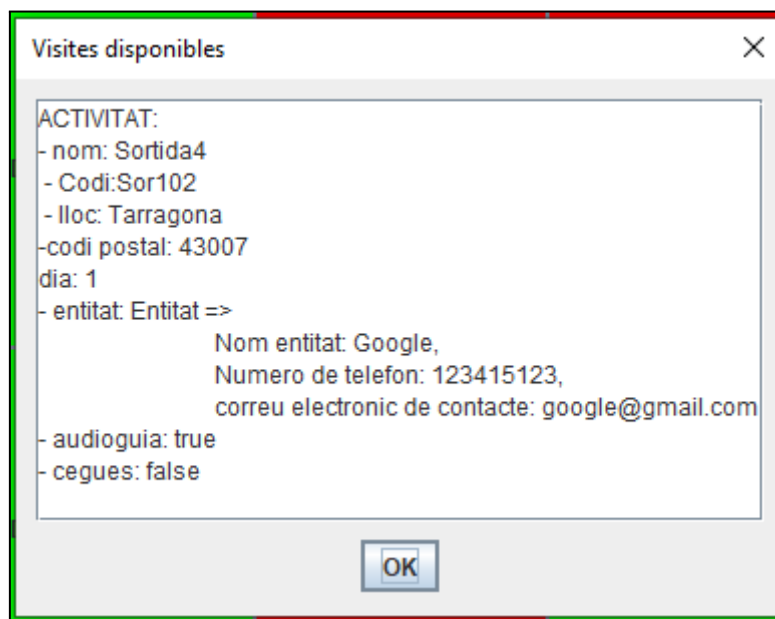 Visites disponibles
ACTIVITAT:
- nom: Sortida4
- Codi:Sor102
- lloc: Tarragona
-codi postal: 43007
dia: 1
- entitat: Entitat =>
Nom entitat: Google,
Numero de telefon: 123415123,
correu electronic de contacte: google@gmail.com
- audioguia: true
- cegues: false
OK